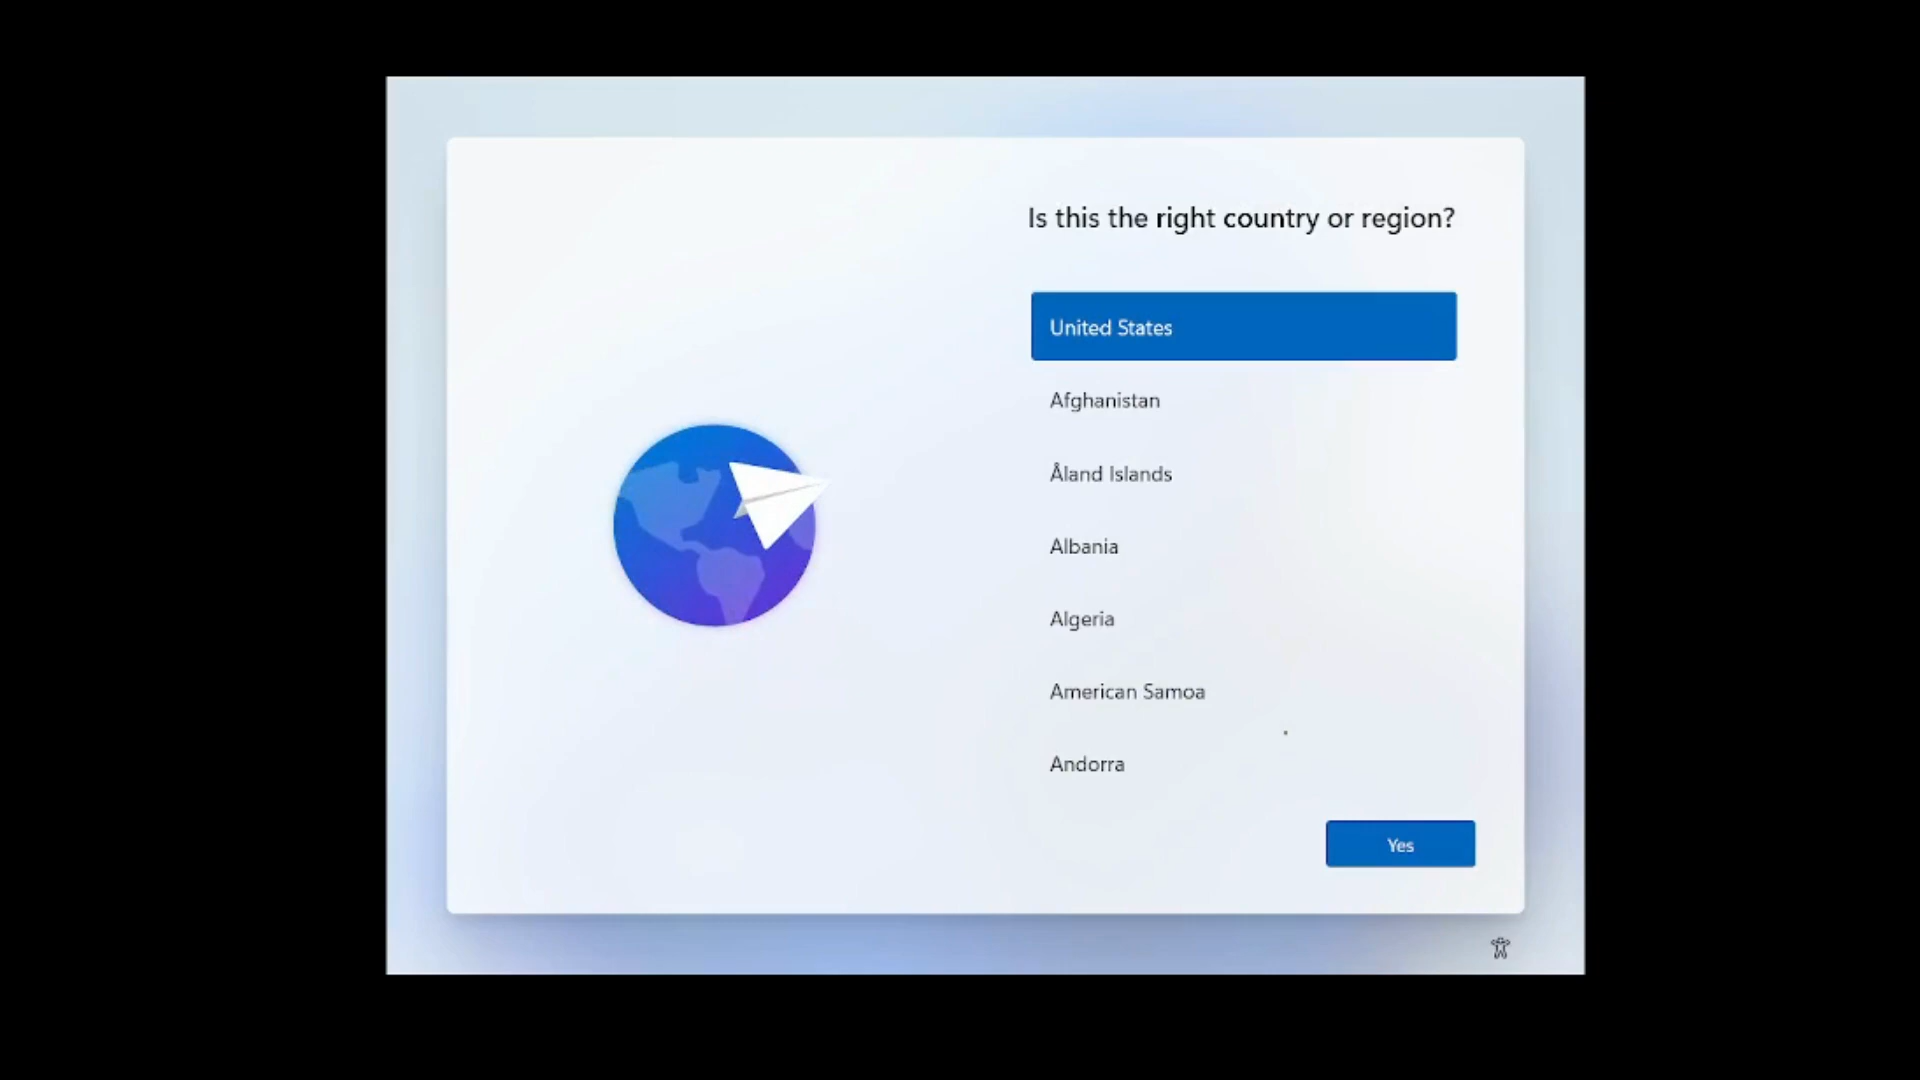 Is this the right country or region?
United States
Afghanistan
Åland Islands
Albania
Algeria
American Samoa
Andorra
Yes